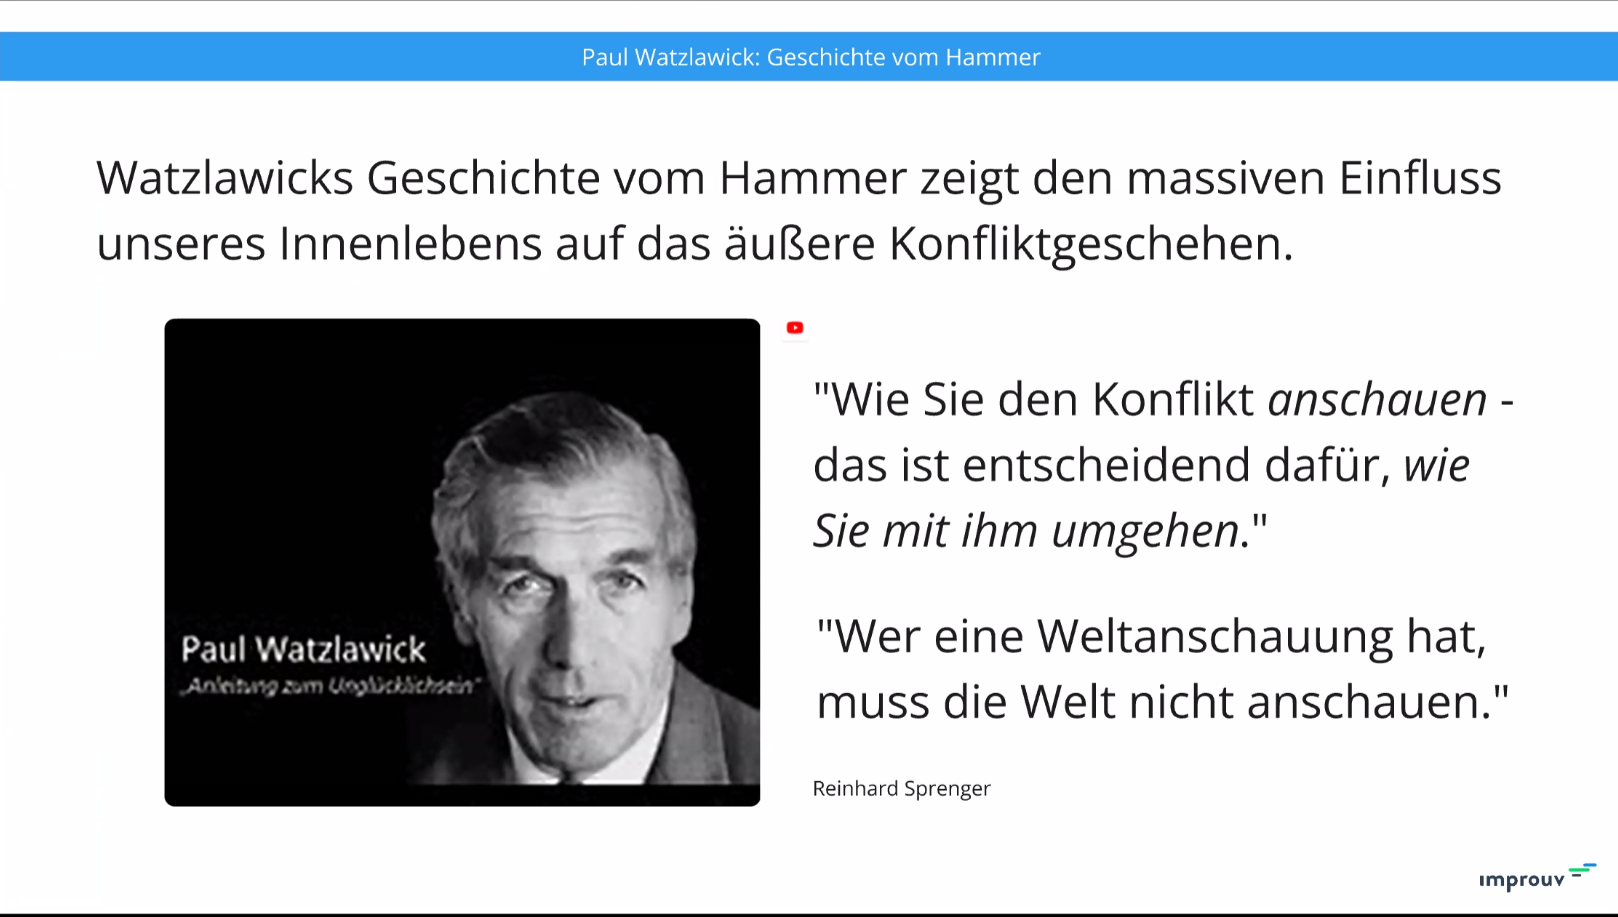 Paul Watzlawick: Geschichte vom Hammer
Watzlawicks Geschichte vom Hammer zeigt den massiven Einfluss
unseres Innenlebens auf das äußere Konfliktgeschehen.
Paul Watzlawick
„Anleitung zum Unglücklichsein"
"Wie Sie den Konflikt anschauen -
das ist entscheidend dafür, wie
Sie mit ihm umgehen."
"Wer eine Weltanschauung hat,
muss die Welt nicht anschauen."
Reinhard Sprenger
improuv